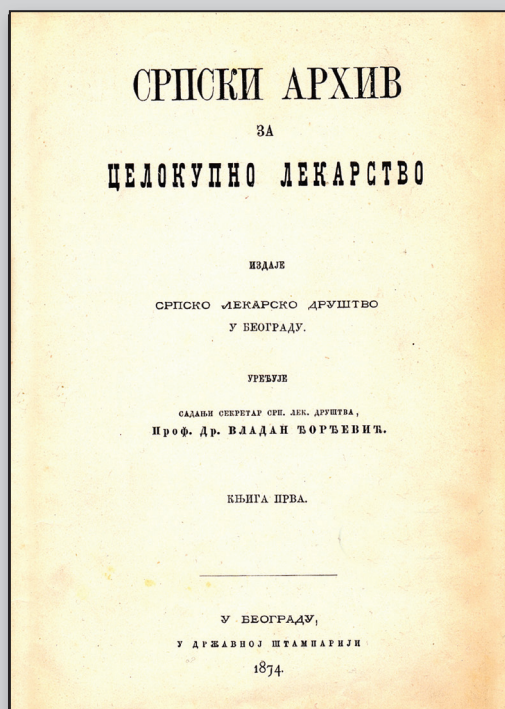 СРПСКИ АРХИВ
ЗА
ЦЕЛОКУПНО ЛЕКАРСТВО
ИЗДАЈЕ
СРПСКО ЛЕКАРСКО ДРУШТВО
У БЕОГРАДУ.
УРЕЂУЈЕ
САДАЊИ СЕКРЕТАР СРП. ЛЕК. ДРУШТВА,
Проф. Др. ВЛАДАН ЂОРЂЕВИЋ.
КЊИГА ПРВА.
У БЕОГРАДУ,
У ДРЖАВНОЈ ШТАМПАРИЈИ
1874.